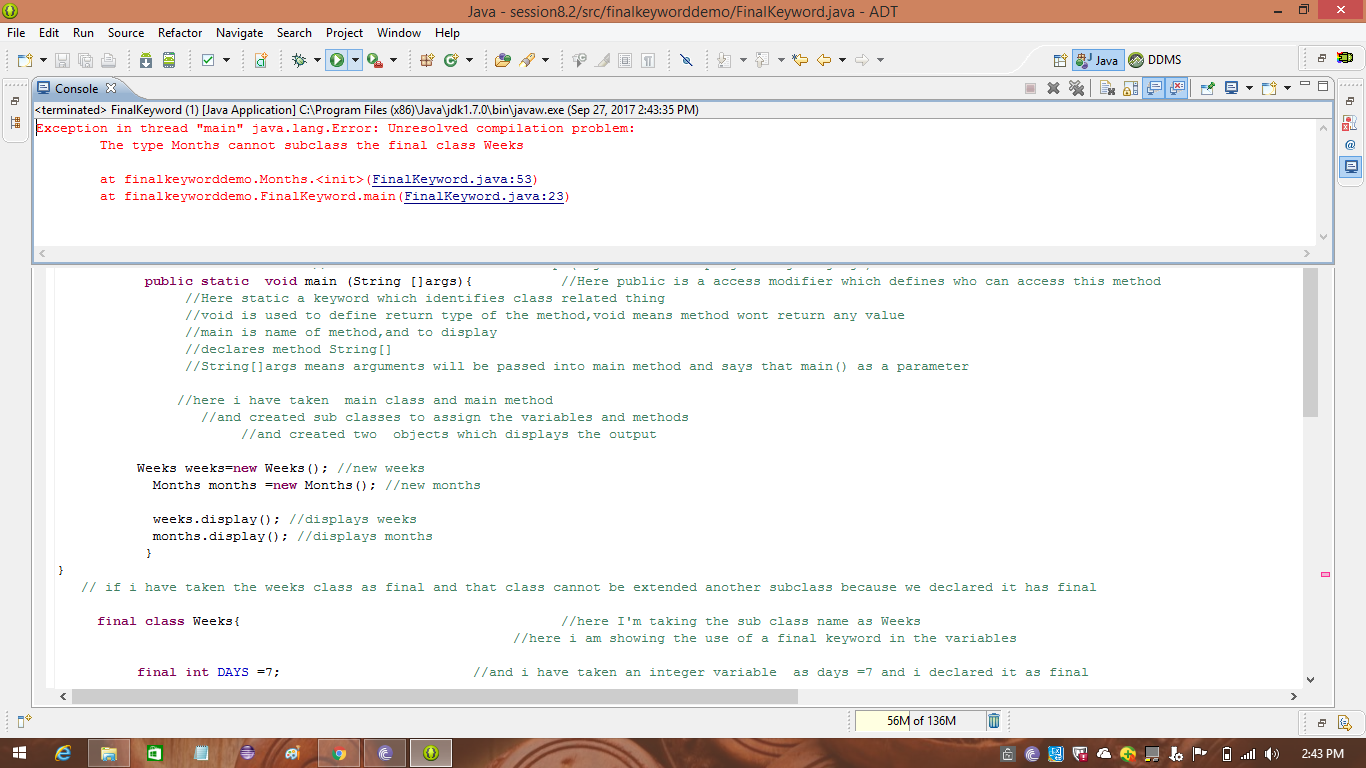 Java - session8.2/src/finalkeyworddemo/FinalKeyword.java - ADT
File Edit Run Source Refactor Navigate Search Project Window Help
Java DDMS
Console
<terminated> FinalKeyword (1) [Java Application] C:\Program Files (x86)\Java\jdk1.7.0\bin\javaw.exe (Sep 27, 2017 2:43:35 PM)
Exception in thread "main" java.lang.Error: Unresolved compilation problem:
The type Months cannot subclass the final class Weeks
at finalkeyworddemo.Months.<init>(FinalKeyword.java:53)
at finalkeyworddemo.FinalKeyword.main(FinalKeyword.java:23)
public static void main (String []args){ //Here public is a access modifier which defines who can access this method
//Here static a keyword which identifies class related thing
//void is used to define return type of the method,void means method wont return any value
//main is name of method,and to display
//declares method String[]
//String[]args means arguments will be passed into main method and says that main() as a parameter
//here i have taken main class and main method
//and created sub classes to assign the variables and methods
//and created two objects which displays the output
Weeks weeks=new Weeks(); //new weeks
Months months =new Months(); //new months
weeks.display(); //displays weeks
months.display(); //displays months
}
}
// if i have taken the weeks class as final and that class cannot be extended another subclass because we declared it has final
final class Weeks{ //here I'm taking the sub class name as Weeks
//here i am showing the use of a final keyword in the variables
final int DAYS =7; //and i have taken an integer variable as days =7 and i declared it as final
56M of 136M
2:43 PM